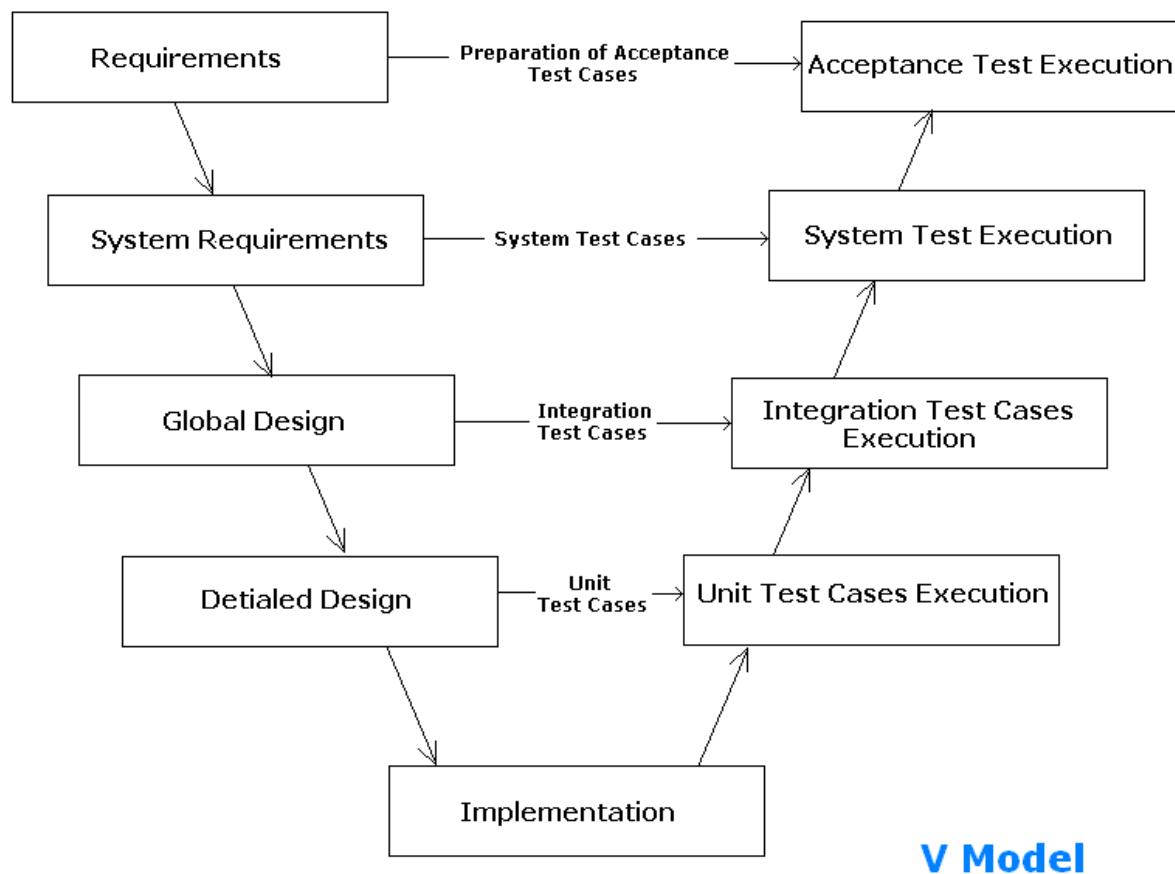 Requirements
Preparation of Acceptance
Test Cases
Acceptance Test Execution
System Requirements
System Test Cases
System Test Execution
Global Design
Integration
Test Cases
Integration Test Cases
Execution
Detialed Design
Unit
Test Cases
Unit Test Cases Execution
Implementation
V Model